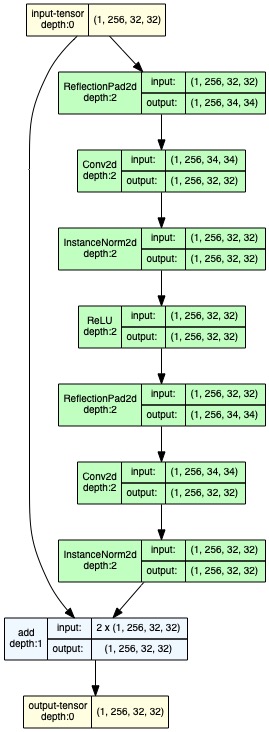 input-tensor
depth:0
(1, 256, 32, 32)
ReflectionPad2d
depth:2
input:
(1, 256, 32, 32)
output:
(1, 256, 34, 34)
Conv2d
depth:2
input:
(1, 256, 34, 34)
output:
(1, 256, 32, 32)
InstanceNorm2d
depth:2
input:
(1, 256, 32, 32)
output:
(1, 256, 32, 32)
ReLU
depth:2
input:
(1, 256, 32, 32)
output:
(1, 256, 32, 32)
ReflectionPad2d
depth:2
input:
(1, 256, 32, 32)
output:
(1, 256, 34, 34)
Conv2d
depth:2
input:
(1, 256, 34, 34)
output:
(1, 256, 32, 32)
InstanceNorm2d
depth:2
input:
(1, 256, 32, 32)
output:
(1, 256, 32, 32)
add
depth:1
input:
2 x (1, 256, 32, 32)
output:
(1, 256, 32, 32)
output-tensor
depth:0
(1, 256, 32, 32)